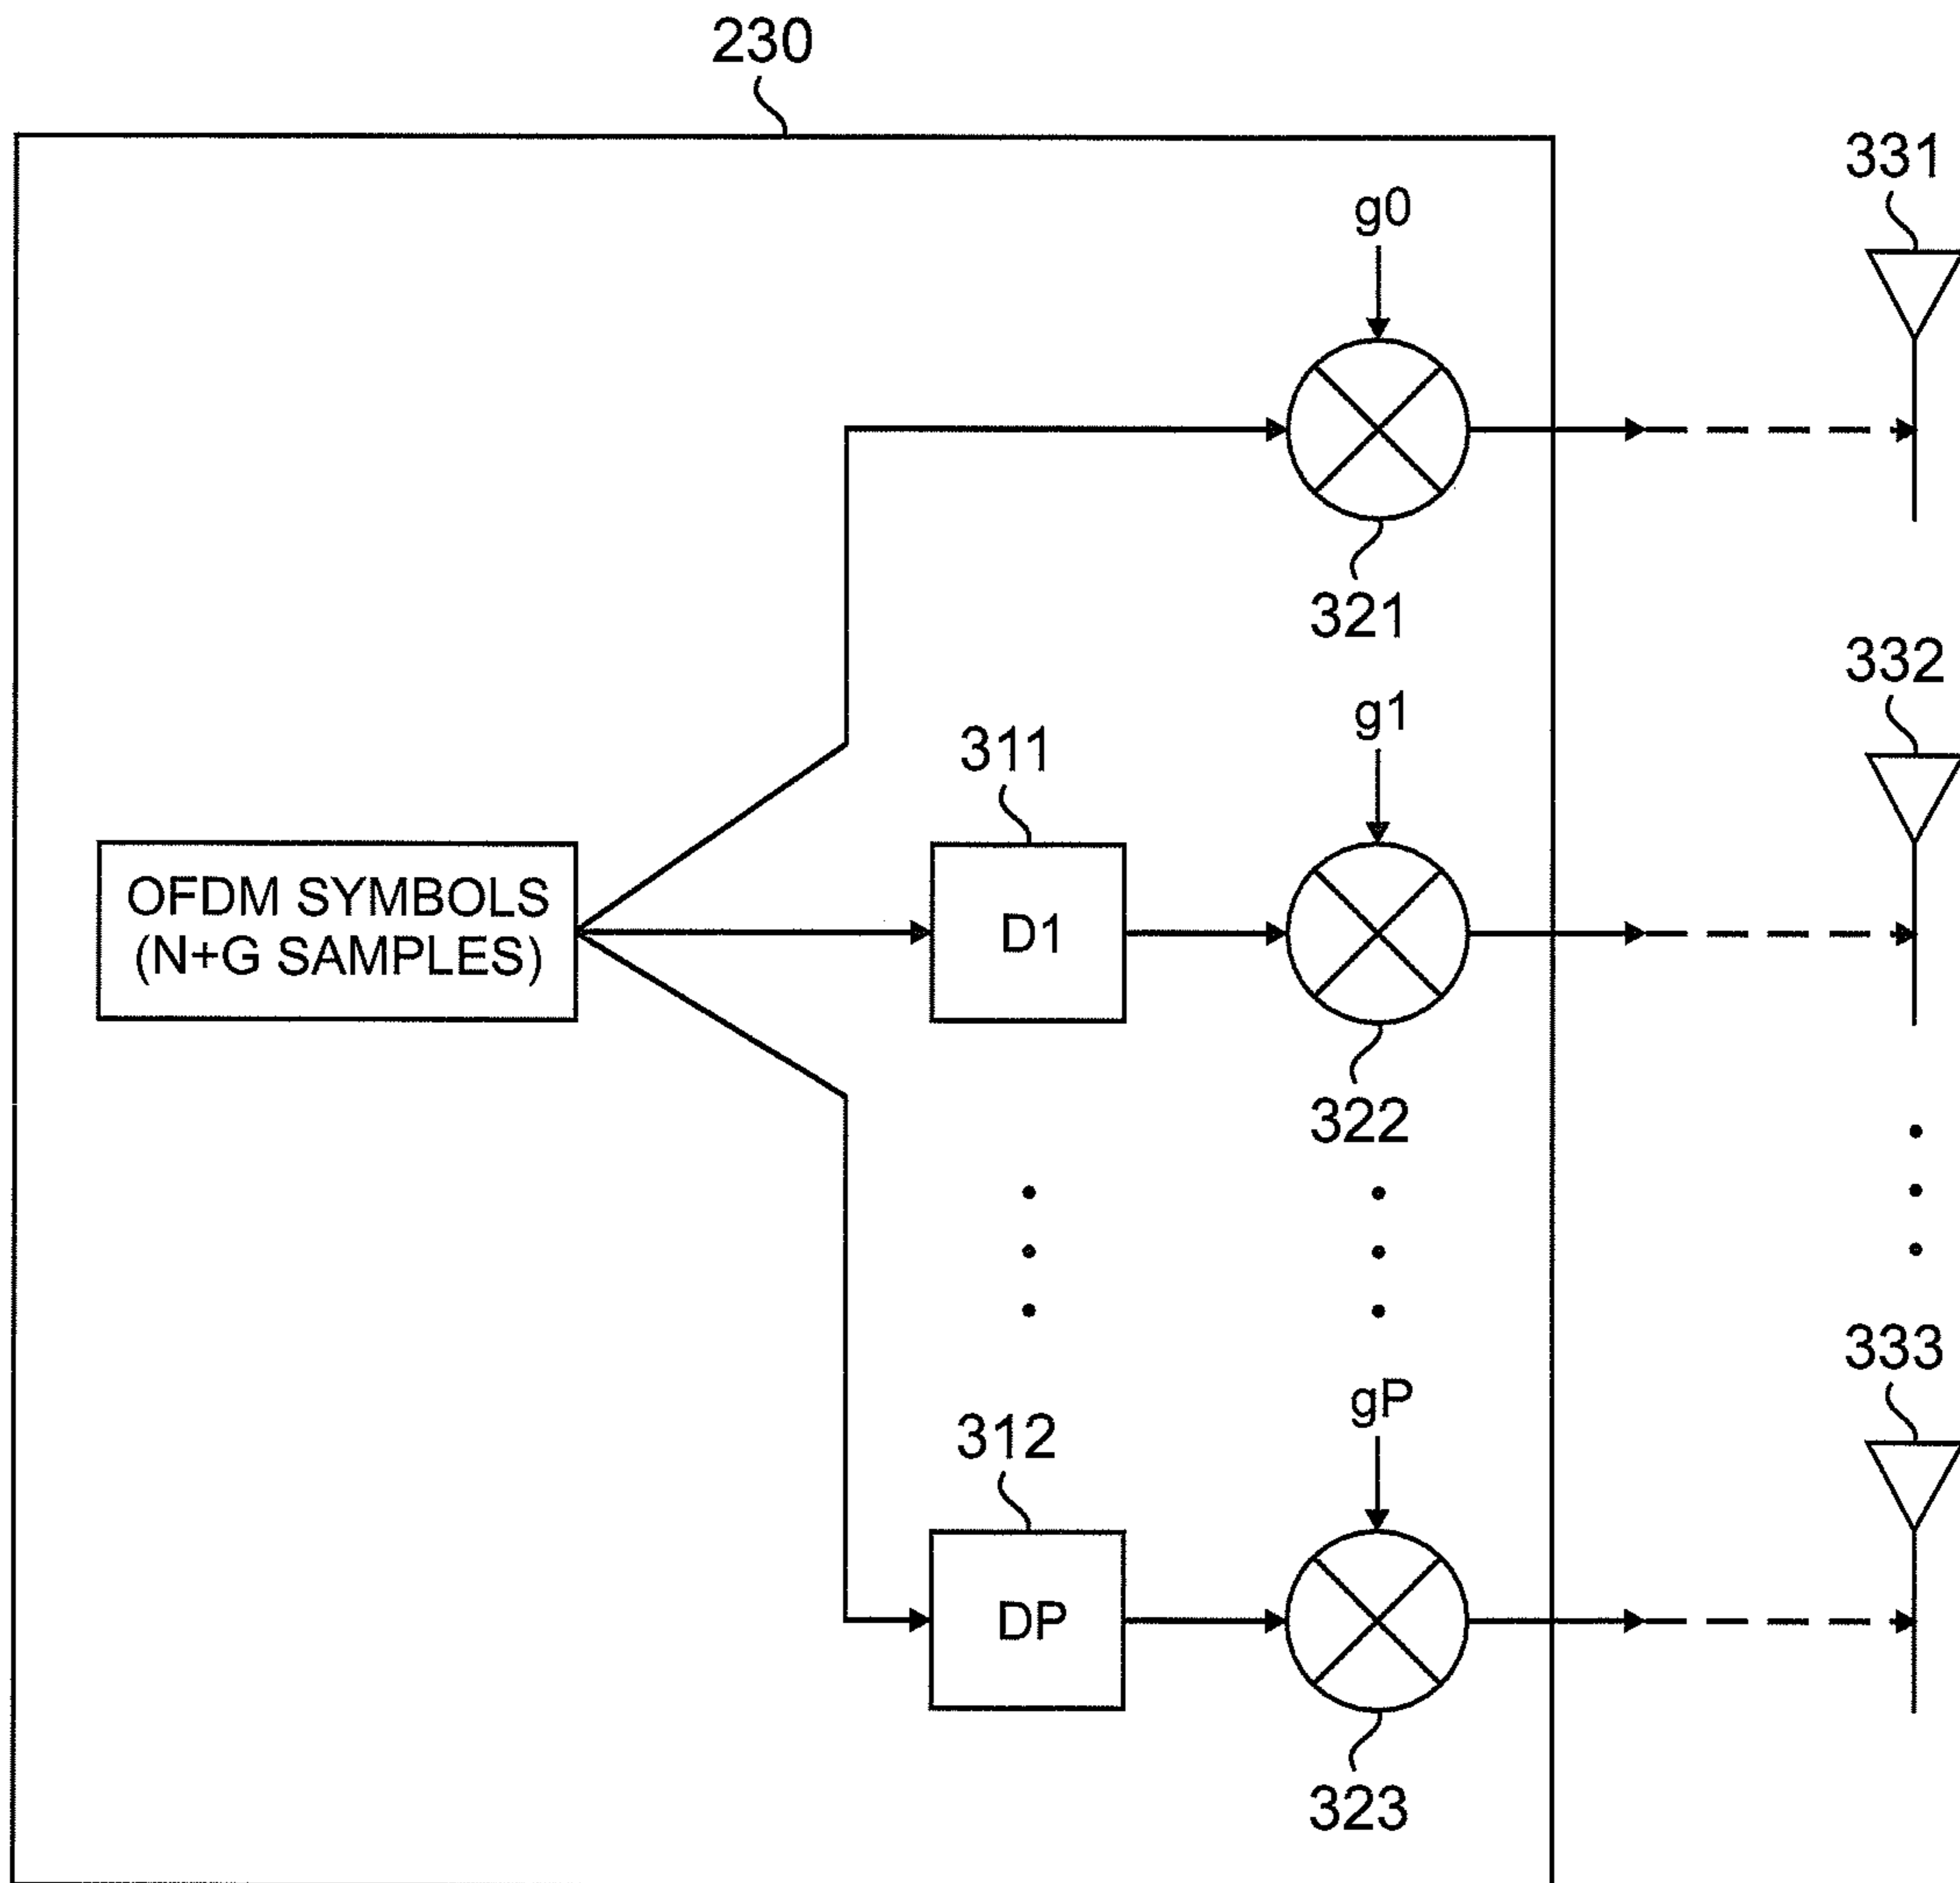 230
331
g0
321
332
g1
311
OFDM SYMBOLS
(N+G SAMPLES)
D1
322
333
gP
312
DP
323